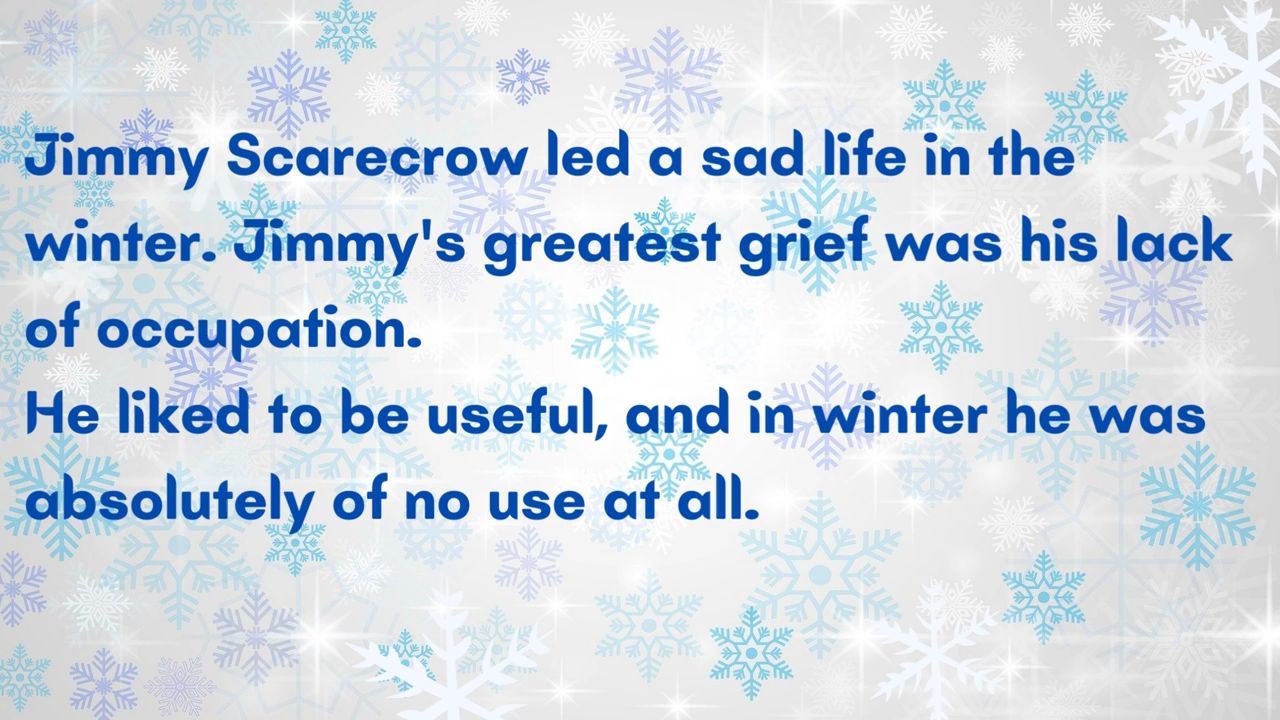 Jimmy Scarecrow led a sad life in the
winter. Jimmy's greatest grief was his lack
of occupation.
He liked to be useful, and in winter he was
absolutely of no use at all.